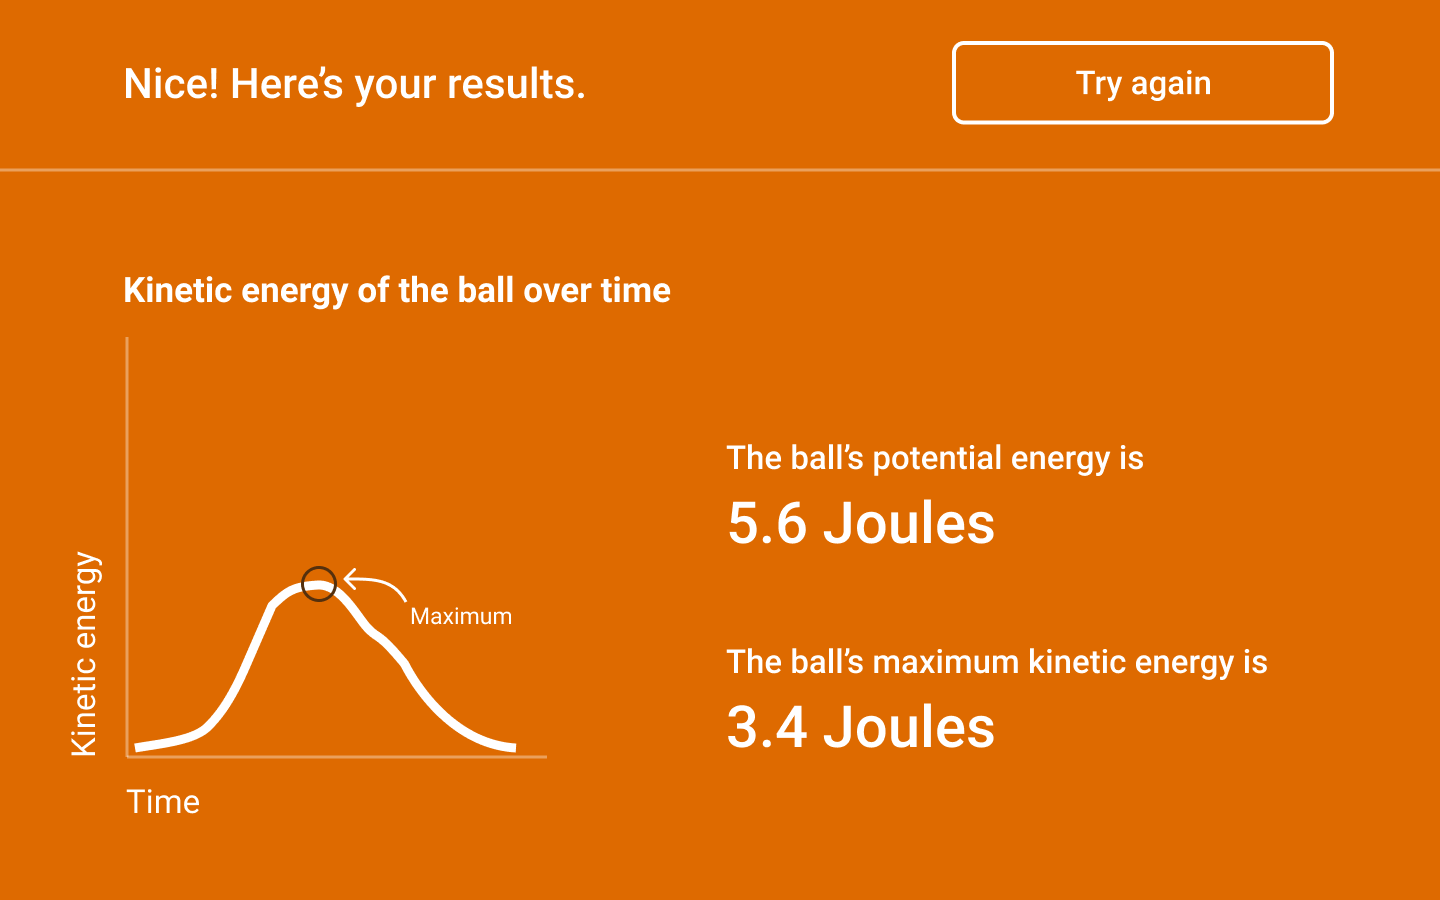 Nice! Here’s your results.
Try again
Kinetic energy of the ball over time
Kinetic energy
Maximum
Time
The ball’s potential energy is
5.6 Joules
The ball’s maximum kinetic energy is
3.4 Joules